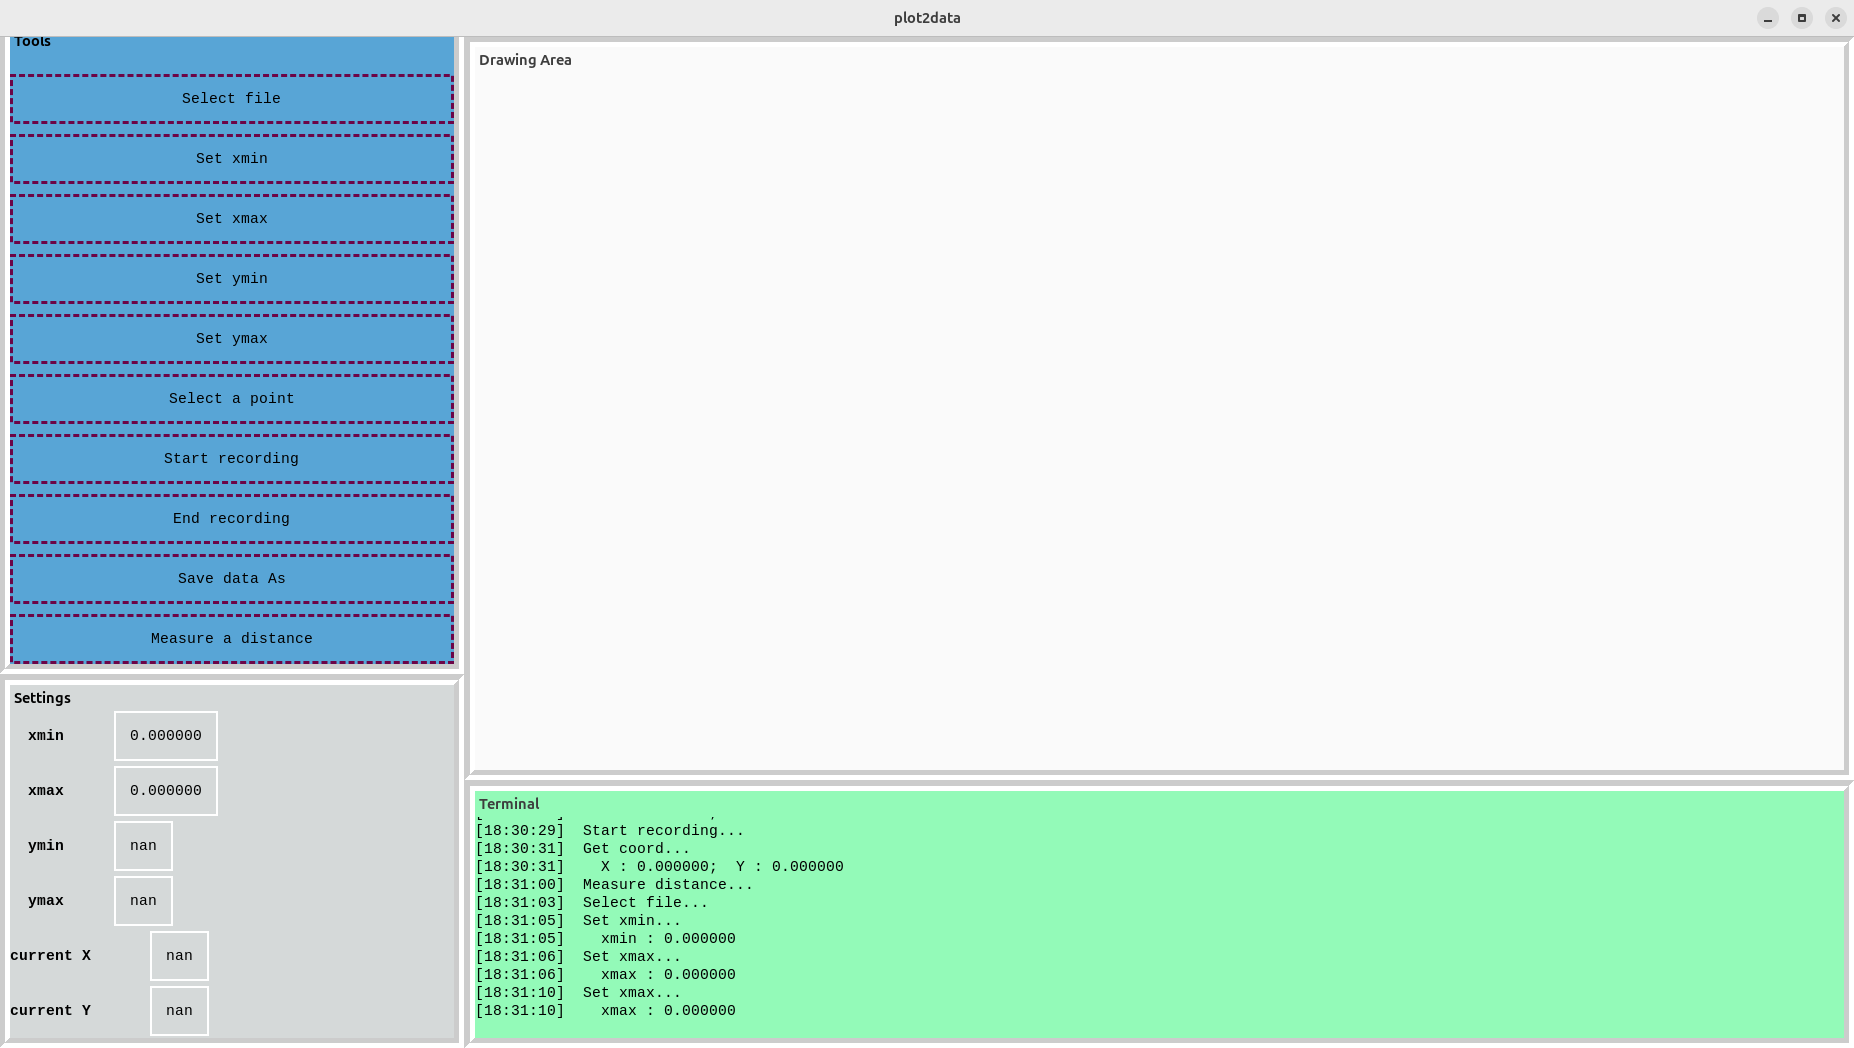 plot2data
Tools
Select file
Set xmin
Set xmax
Set ymin
Set ymax
Select a point
Start recording
End recording
Save data As
Measure a distance
Settings
xmin 0.000000
xmax 0.000000
ymin nan
ymax nan
current X nan
current Y nan
Drawing Area
Terminal
[18:30:29]  Start recording...
[18:30:31]  Get coord...
[18:30:31]    X : 0.000000;  Y : 0.000000
[18:31:00]  Measure distance...
[18:31:03]  Select file...
[18:31:05]  Set xmin...
[18:31:05]    xmin : 0.000000
[18:31:06]  Set xmax...
[18:31:06]    xmax : 0.000000
[18:31:10]  Set xmax...
[18:31:10]    xmax : 0.000000